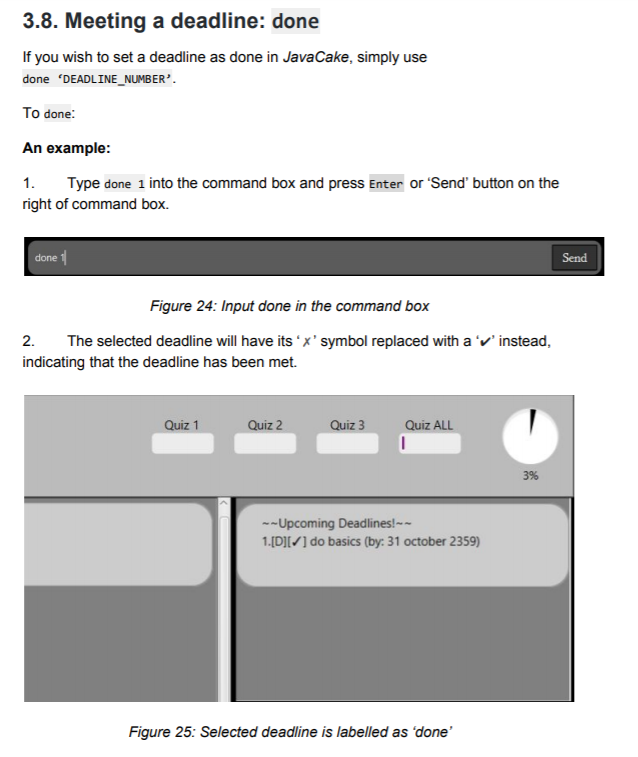 3.8. Meeting a deadline: done
If you wish to set a deadline as done in JavaCake, simply use
done ‘DEADLINE_NUMBER’.
To done:
An example:
1. Type done 1 into the command box and press Enter or ‘Send’ button on the
right of command box.
done 1
Send
Figure 24: Input done in the command box
2. The selected deadline will have its ‘✗’ symbol replaced with a ‘✔’ instead,
indicating that the deadline has been met.
Quiz 1 Quiz 2 Quiz 3 Quiz ALL
3%
~~Upcoming Deadlines!~~
1.[D][✓] do basics (by: 31 october 2359)
Figure 25: Selected deadline is labelled as ‘done’